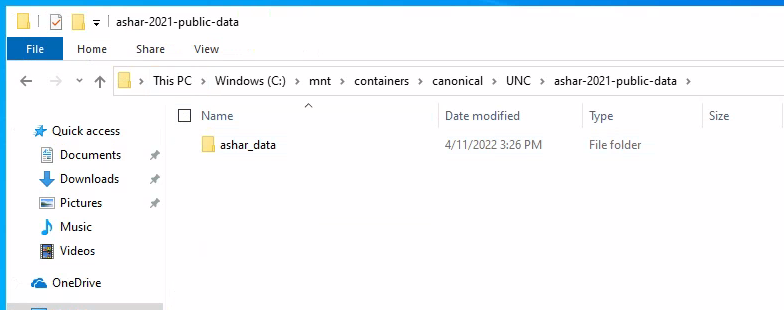 ashar-2021-public-data
File Home Share View
This PC Windows (C:) mnt containers canonical UNC ashar-2021-public-data
Name Date modified Type Size
Quick access
ashar_data 4/11/2022 3:26 PM File folder
Documents
Downloads
Pictures
Music
Videos
OneDrive